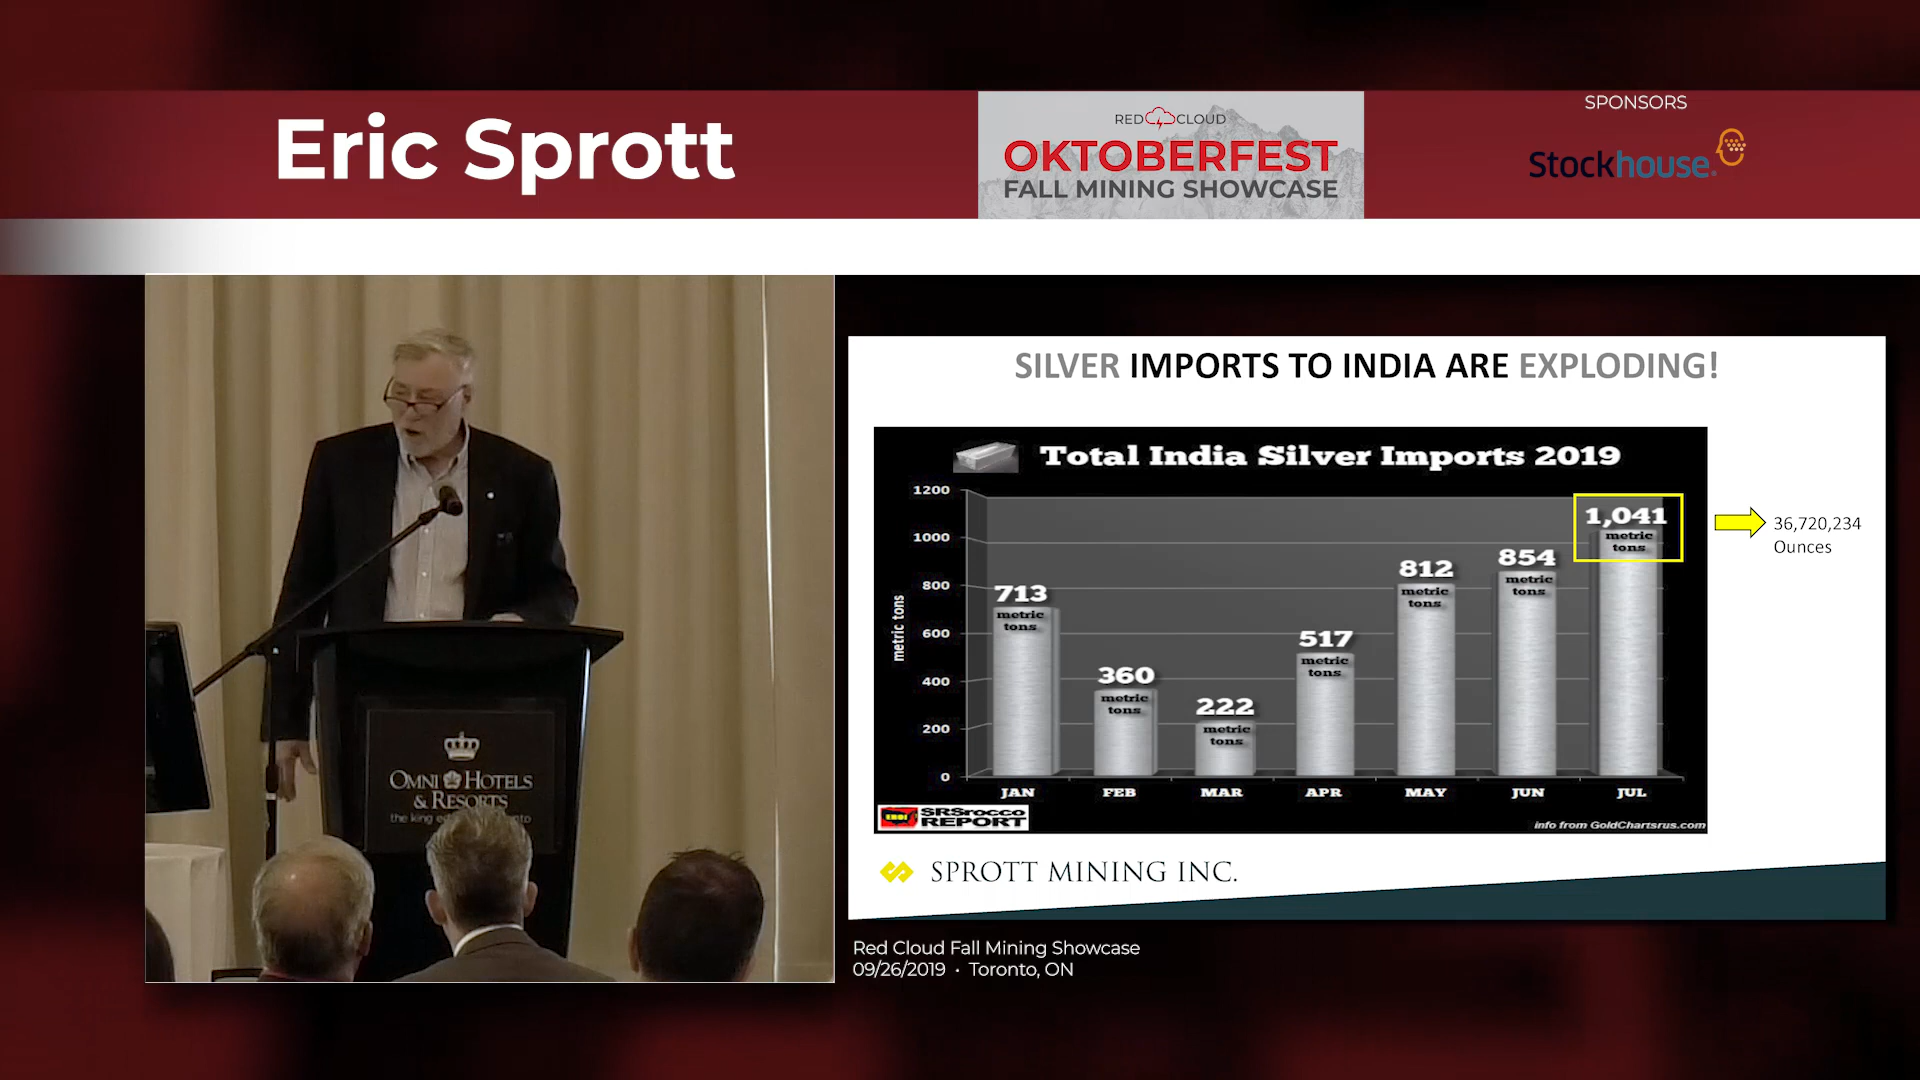 Eric Sprott
RED CLOUD
OKTOBERFEST
FALL MINING SHOWCASE
SPONSORS
Stockhouse
SILVER IMPORTS TO INDIA ARE EXPLODING!
Total India Silver Imports 2019
metric tons
1200
1000
800
600
400
200
0
713
metric
tons
360
metric
tons
222
metric
tons
517
metric
tons
812
metric
tons
854
metric
tons
1,041
metric
tons
JAN FEB MAR APR MAY JUN JUL
SRSrocco
REPORT
info from GoldChartsrus.com
36,720,234
Ounces
SPROTT MINING INC.
OMNI HOTELS
& RESORTS
the king
Red Cloud Fall Mining Showcase
09/26/2019 • Toronto, ON